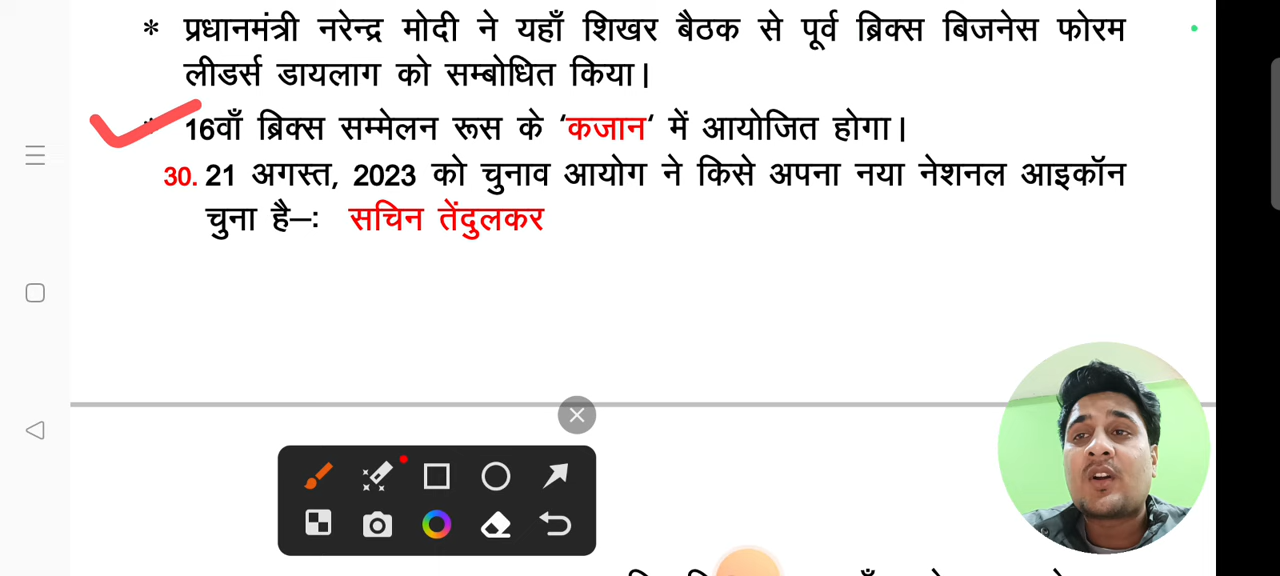 * प्रधानमंत्री नरेन्द्र मोदी ने यहाँ शिखर बैठक से पूर्व ब्रिक्स बिजनेस फोरम
लीडर्स डायलाग को सम्बोधित किया।
* 16वाँ ब्रिक्स सम्मेलन रूस के ‘कजान‘ में आयोजित होगा।
30. 21 अगस्त, 2023 को चुनाव आयोग ने किसे अपना नया नेशनल आइकॉन
चुना है–: सचिन तेंदुलकर